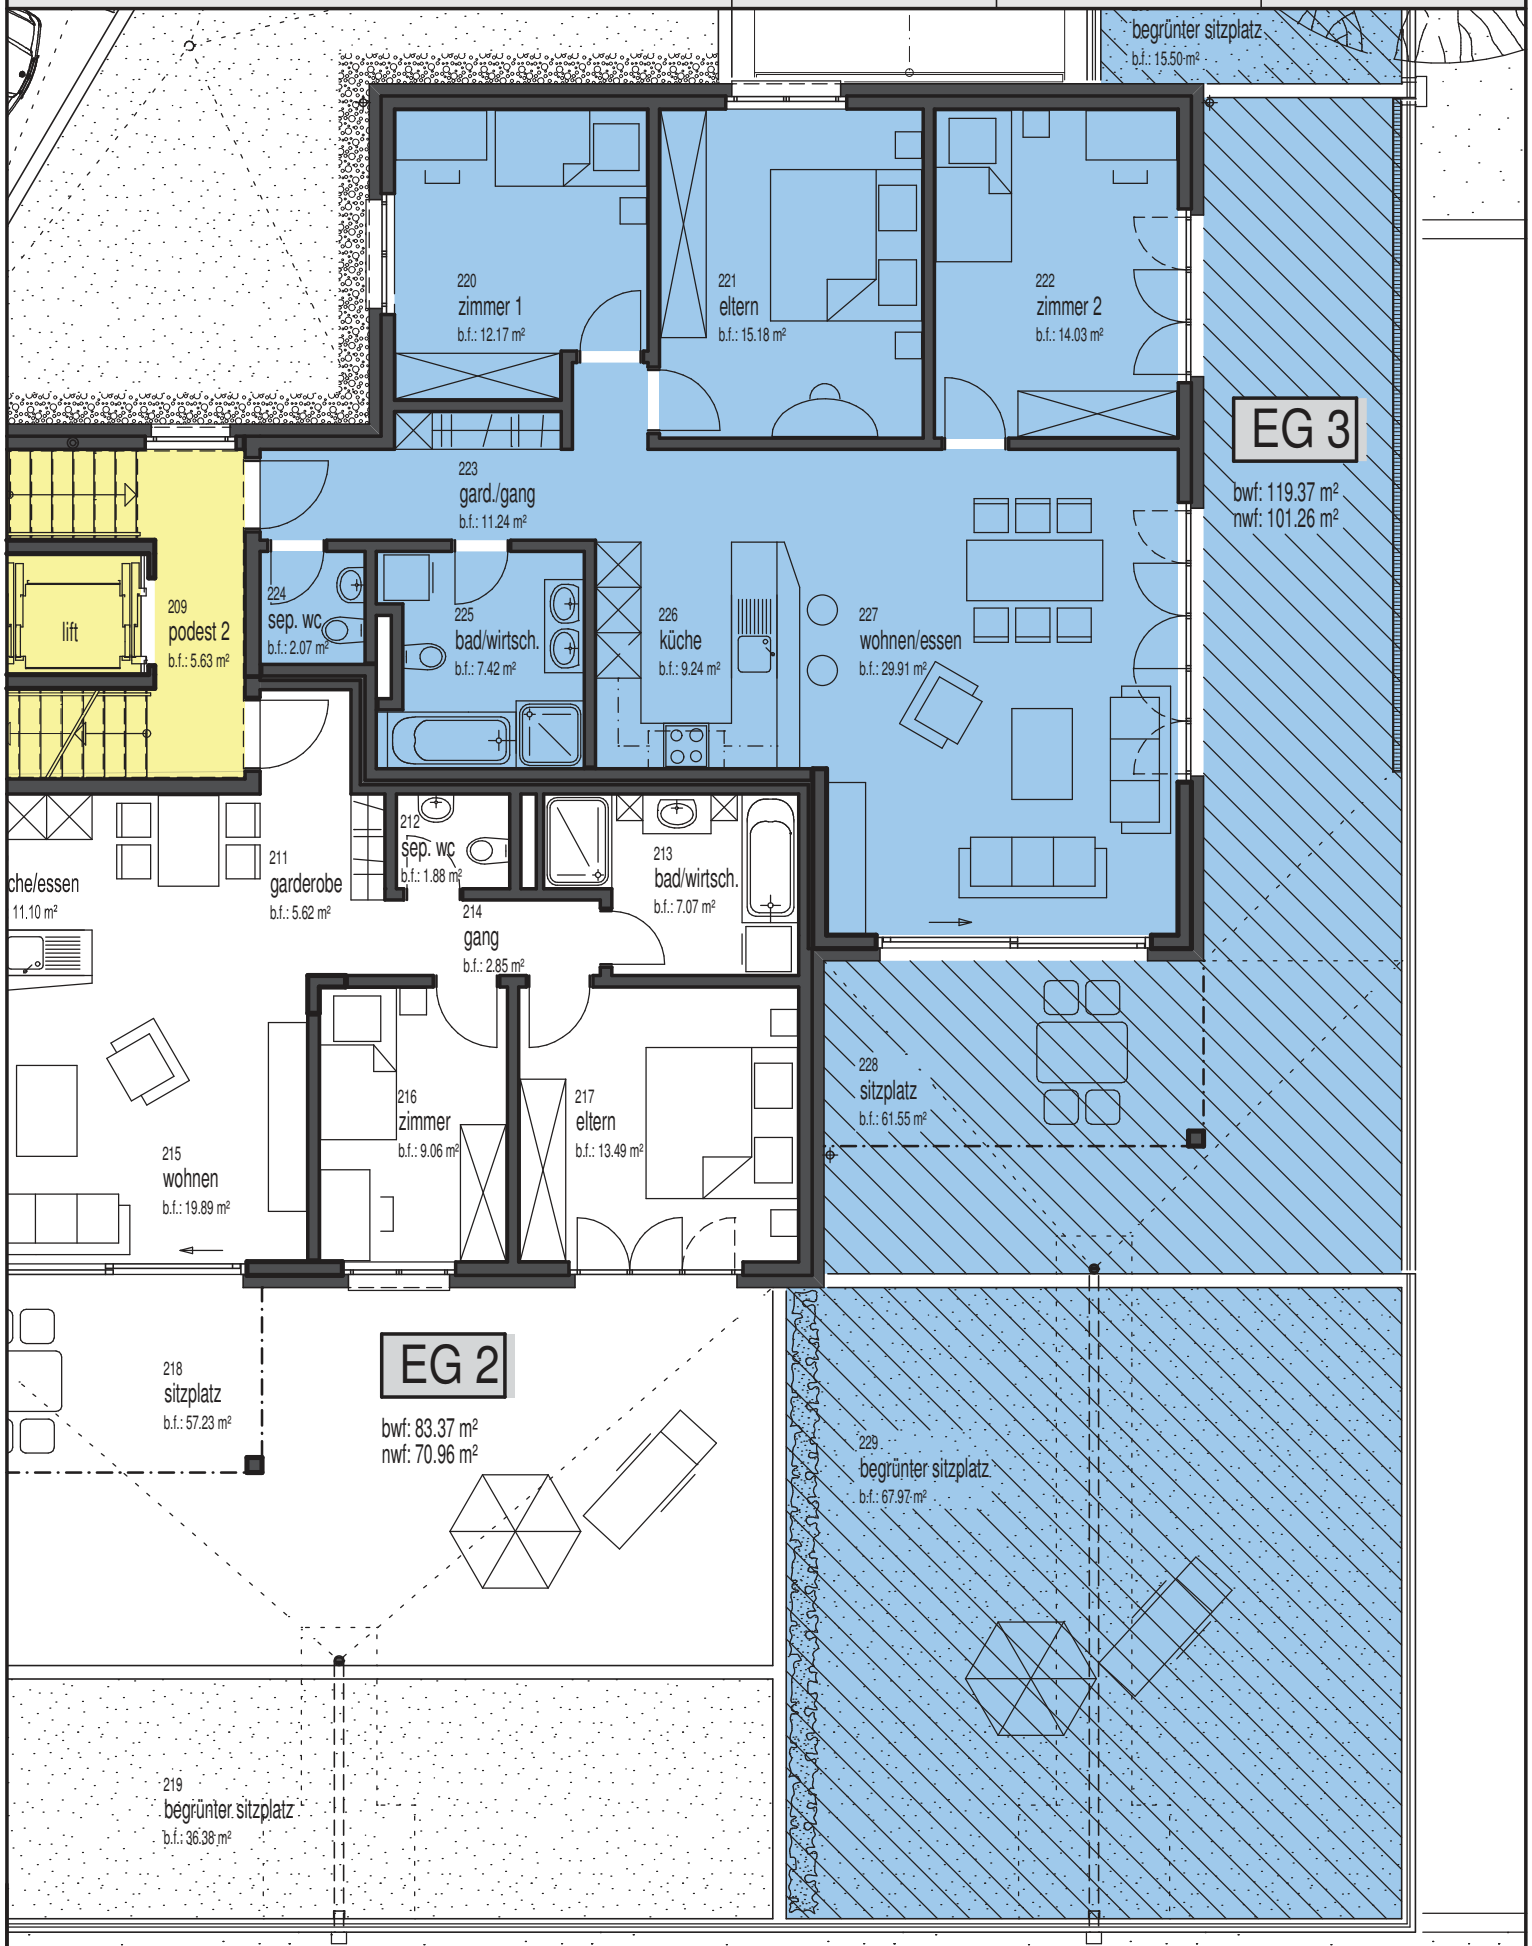 begrünter sitzplatz
b.f.: 15.50 m²
220
zimmer 1
b.f.: 12.17 m²
221
eltern
b.f.: 15.18 m²
222
zimmer 2
b.f.: 14.03 m²
EG 3
bwf: 119.37 m²
nwf: 101.26 m²
223
gard./gang
b.f.: 11.24 m²
lift
209
podest 2
b.f.: 5.63 m²
224
sep. wc
b.f.: 2.07 m²
225
bad/wirtsch.
b.f.: 7.42 m²
226
küche
b.f.: 9.24 m²
227
wohnen/essen
b.f.: 29.91 m²
che/essen
11.10 m²
211
garderobe
b.f.: 5.62 m²
212
sep. wc
b.f.: 1.88 m²
213
bad/wirtsch.
b.f.: 7.07 m²
214
gang
b.f.: 2.85 m²
215
wohnen
b.f.: 19.89 m²
216
zimmer
b.f.: 9.06 m²
217
eltern
b.f.: 13.49 m²
228
sitzplatz
b.f.: 61.55 m²
218
sitzplatz
b.f.: 57.23 m²
EG 2
bwf: 83.37 m²
nwf: 70.96 m²
229
begrünter sitzplatz
b.f.: 67.97 m²
219
begrünter sitzplatz
b.f.: 36.38 m²